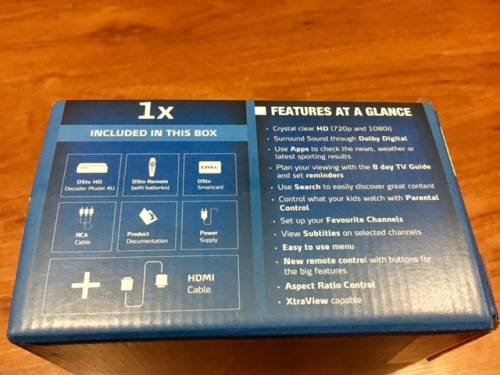 1x
INCLUDED IN THIS BOX
DStv HD
Decoder Model 4U
DStv Remote
(with batteries)
DStv
Smartcard
RCA
Cable
Product
Documentation
Power
Supply
HDMI
Cable
FEATURES AT A GLANCE
Crystal clear HD (720p and 1080i)
Surround Sound through Dolby Digital
Use Apps to check the news, weather or
latest sporting results
Plan your viewing with the 8 day TV Guide
and set reminders
Use Search to easily discover great content
Control what your kids watch with Parental
Control
Set up your Favourite Channels
View Subtitles on selected channels
Easy to use menu
New remote control with buttons for
the big features
Aspect Ratio Control
XtraView capable